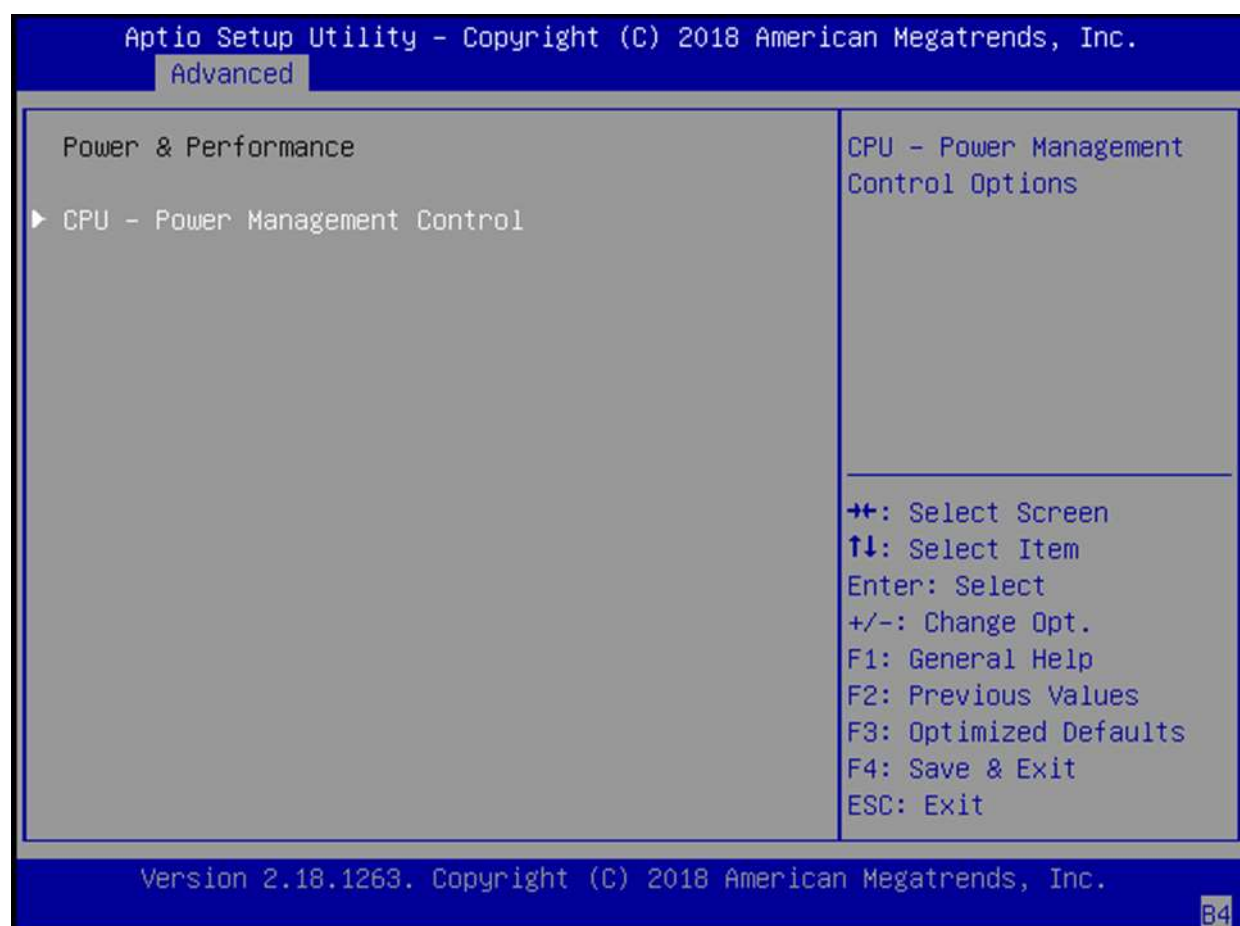 Aptio Setup Utility – Copyright (C) 2018 American Megatrends, Inc.
Advanced
Power & Performance
▶ CPU – Power Management Control
CPU – Power Management
Control Options
→←: Select Screen
↑↓: Select Item
Enter: Select
+/-: Change Opt.
F1: General Help
F2: Previous Values
F3: Optimized Defaults
F4: Save & Exit
ESC: Exit
Version 2.18.1263. Copyright (C) 2018 American Megatrends, Inc.
B4